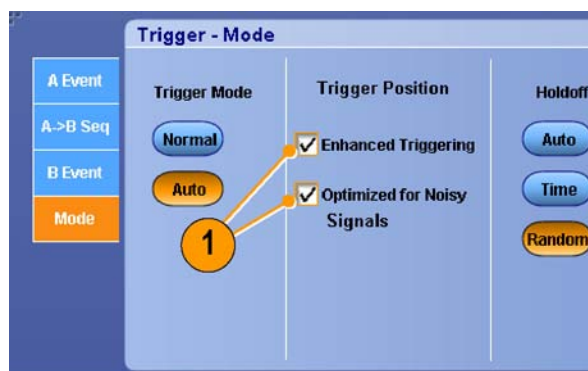 Trigger - Mode
A Event
A->B Seq
B Event
Mode
Trigger Mode
Normal
Auto
1
Trigger Position
Enhanced Triggering
Optimized for Noisy
Signals
Holdoff
Auto
Time
Random